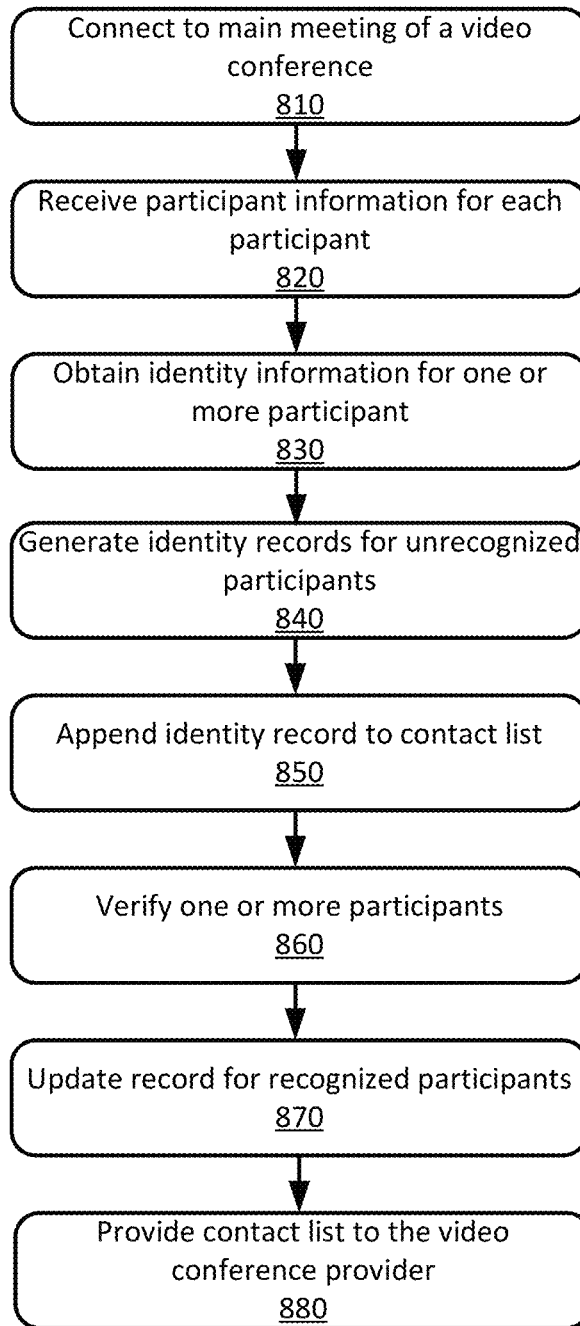 Connect to main meeting of a video
conference
810
Receive participant information for each
participant
820
Obtain identity information for one or
more participant
830
Generate identity records for unrecognized
participants
840
Append identity record to contact list
850
Verify one or more participants
860
Update record for recognized participants
870
Provide contact list to the video
conference provider
880